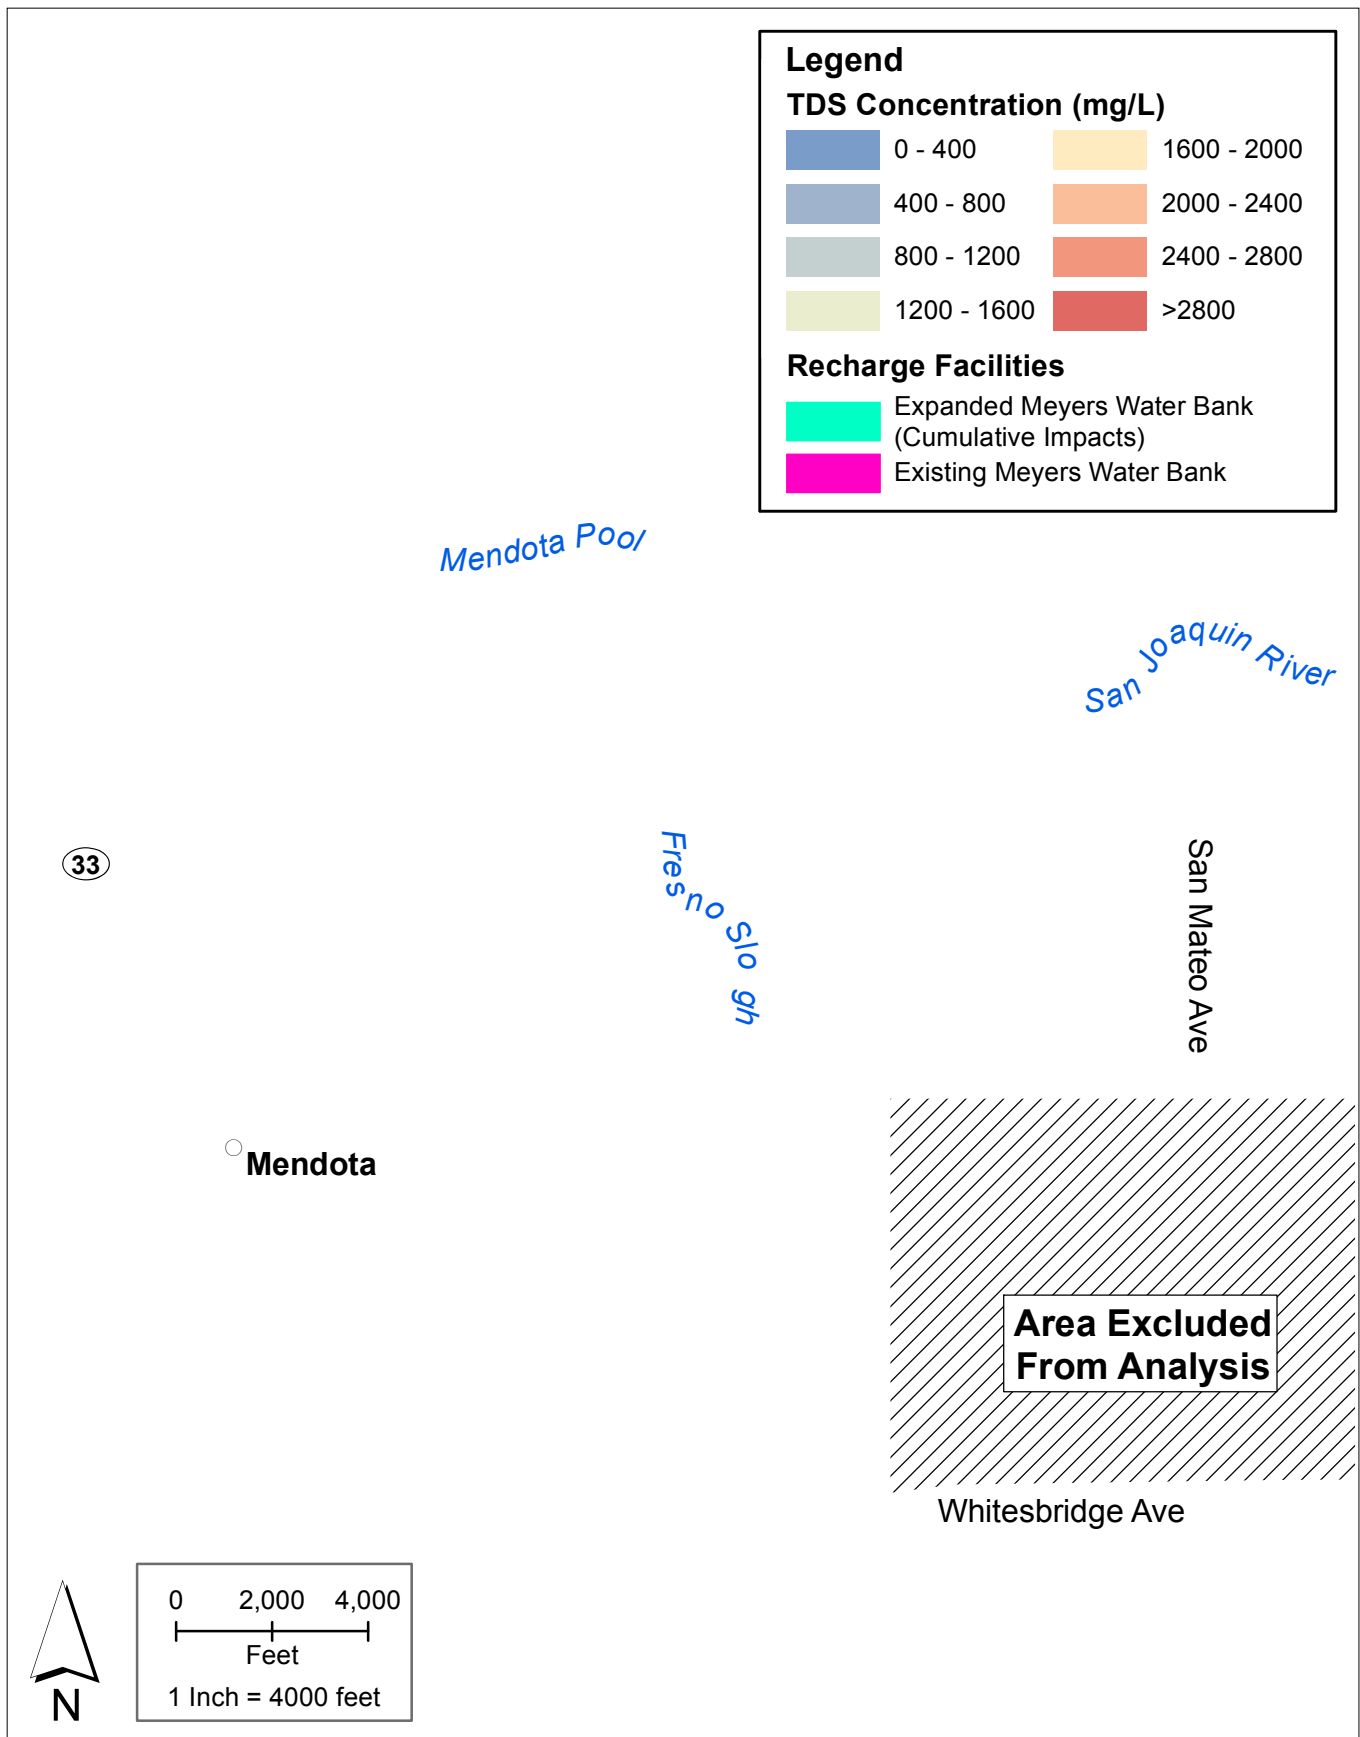 Legend
TDS Concentration (mg/L)
0 - 400
1600 - 2000
400 - 800
2000 - 2400
800 - 1200
2400 - 2800
1200 - 1600
>2800
Recharge Facilities
Expanded Meyers Water Bank
(Cumulative Impacts)
Existing Meyers Water Bank
Mendota Pool
San Joaquin River
33
Fresno Slo gh
San Mateo Ave
Mendota
Area Excluded
From Analysis
Whitesbridge Ave
0 2,000 4,000
Feet
1 Inch = 4000 feet
N